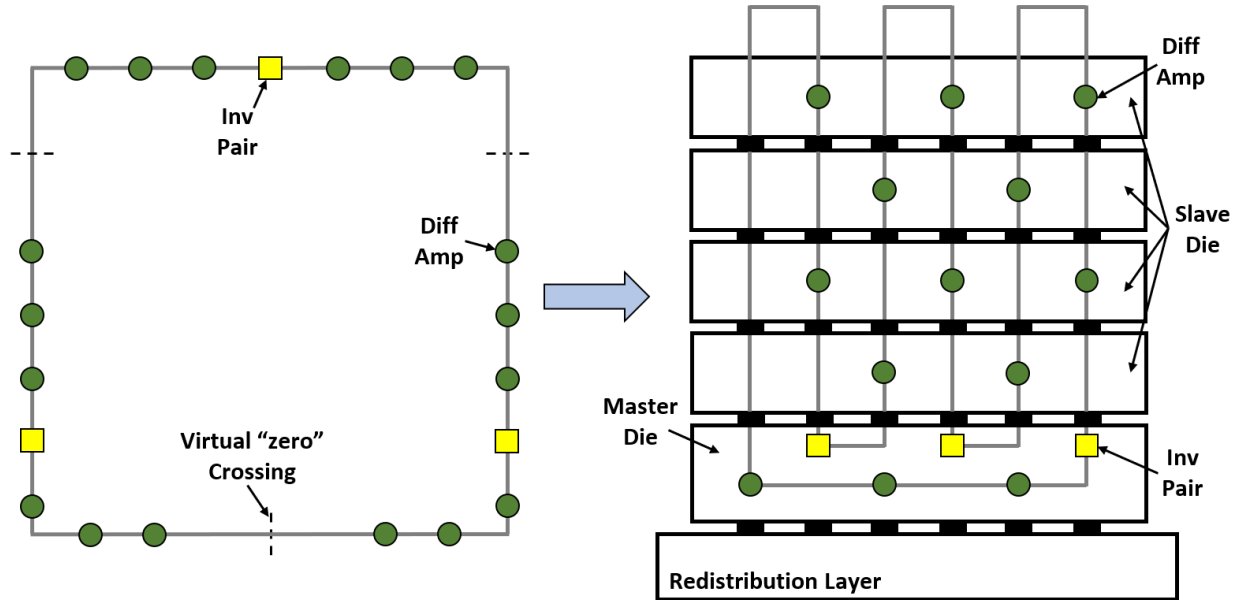 Inv
Pair
Diff
Amp
Virtual “zero”
Crossing
Diff
Amp
Slave
Die
Master
Die
Inv
Pair
Redistribution Layer